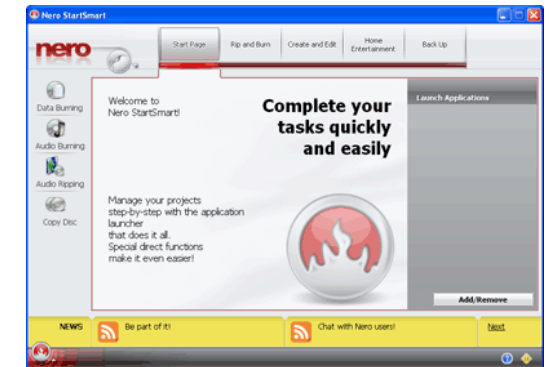 Nero StartSmart
nero
Start Page
Rip and Burn
Create and Edit
Home
Entertainment
Back Up
Data Burning
Audio Burning
Audio Ripping
Copy Disc
Welcome to
Nero StartSmart!
Complete your
tasks quickly
and easily
Manage your projects
step-by-step with the application
launcher
that does it all.
Special direct functions
make it even easier!
Launch Applications
Add/Remove
NEWS
Be part of it!
Chat with Nero users!
Next